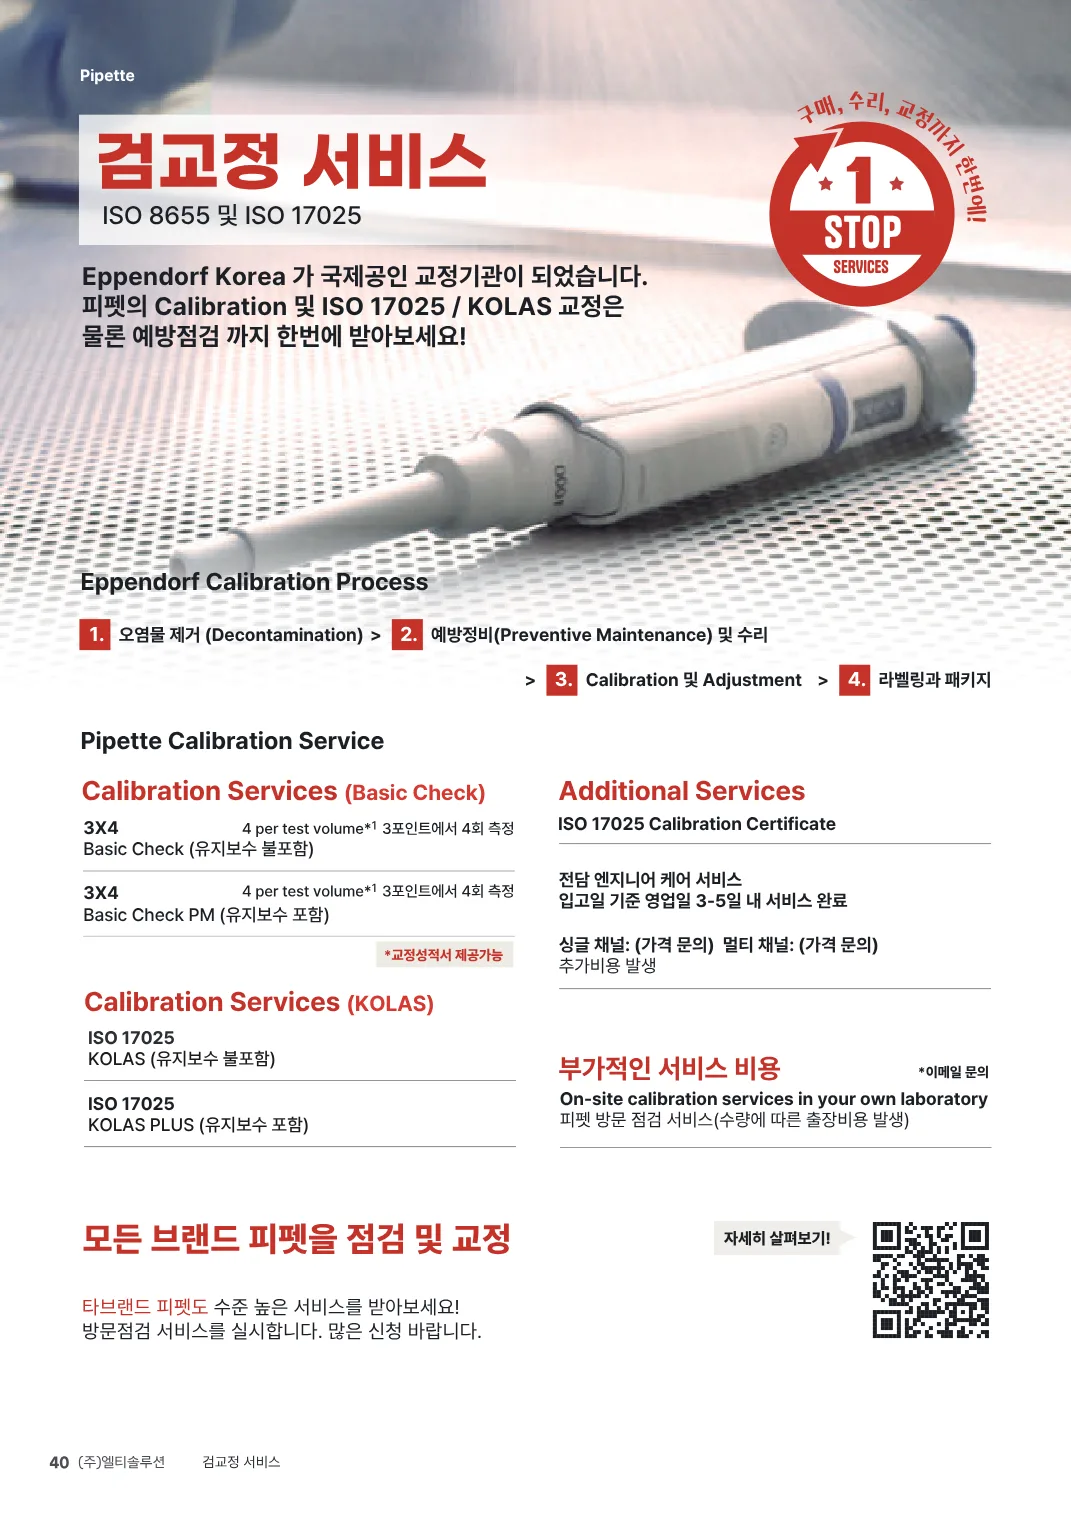 Pipette
검교정 서비스
ISO 8655 및 ISO 17025
구매, 수리, 교정까지 한번에!
1
STOP
SERVICES
Eppendorf Korea 가 국제공인 교정기관이 되었습니다.
피펫의 Calibration 및 ISO 17025 / KOLAS 교정은
물론 예방점검 까지 한번에 받아보세요!
Eppendorf Calibration Process
1. 오염물 제거 (Decontamination) > 2. 예방정비(Preventive Maintenance) 및 수리
> 3. Calibration 및 Adjustment > 4. 라벨링과 패키지
Pipette Calibration Service
Calibration Services (Basic Check)
3X4 4 per test volume*1 3포인트에서 4회 측정
Basic Check (유지보수 불포함)
3X4 4 per test volume*1 3포인트에서 4회 측정
Basic Check PM (유지보수 포함)
*교정성적서 제공가능
Calibration Services (KOLAS)
ISO 17025
KOLAS (유지보수 불포함)
ISO 17025
KOLAS PLUS (유지보수 포함)
Additional Services
ISO 17025 Calibration Certificate
전담 엔지니어 케어 서비스
입고일 기준 영업일 3-5일 내 서비스 완료
싱글 채널: (가격 문의) 멀티 채널: (가격 문의)
추가비용 발생
부가적인 서비스 비용 *이메일 문의
On-site calibration services in your own laboratory
피펫 방문 점검 서비스(수량에 따른 출장비용 발생)
모든 브랜드 피펫을 점검 및 교정
자세히 살펴보기!
타브랜드 피펫도 수준 높은 서비스를 받아보세요!
방문점검 서비스를 실시합니다. 많은 신청 바랍니다.
40 (주)엘티솔루션 검교정 서비스